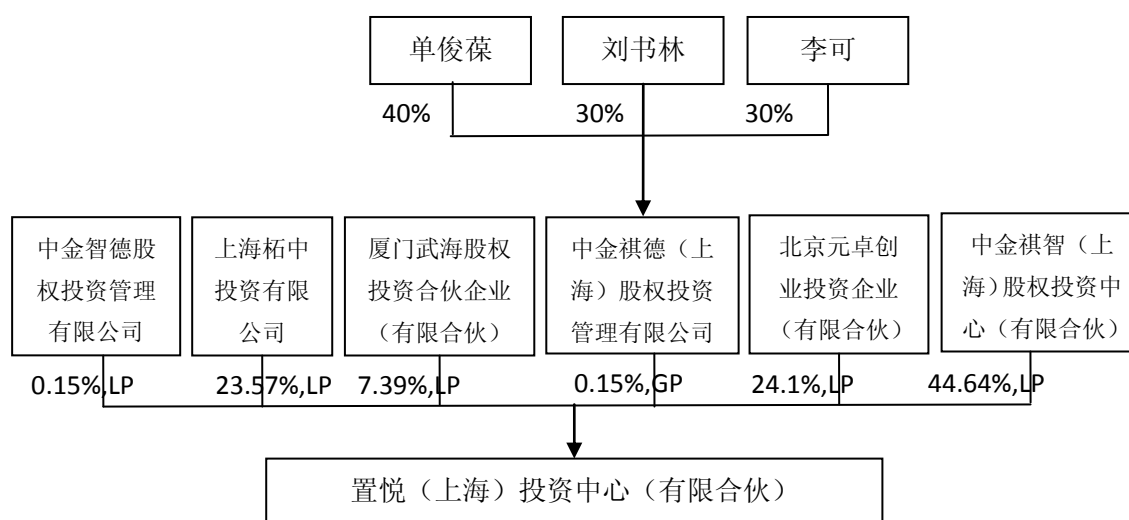 单俊葆
刘书林
李可
40%
30%
30%
中金智德股
权投资管理
有限公司
上海柘中
投资有限
公司
厦门武海股权
投资合伙企业
（有限合伙）
中金祺德（上
海）股权投资
管理有限公司
北京元卓创
业投资企业
（有限合伙）
中金祺智（上
海）股权投资中
心（有限合伙）
0.15%,LP
23.57%,LP
7.39%,LP
0.15%,GP
24.1%,LP
44.64%,LP
置悦（上海）投资中心（有限合伙）